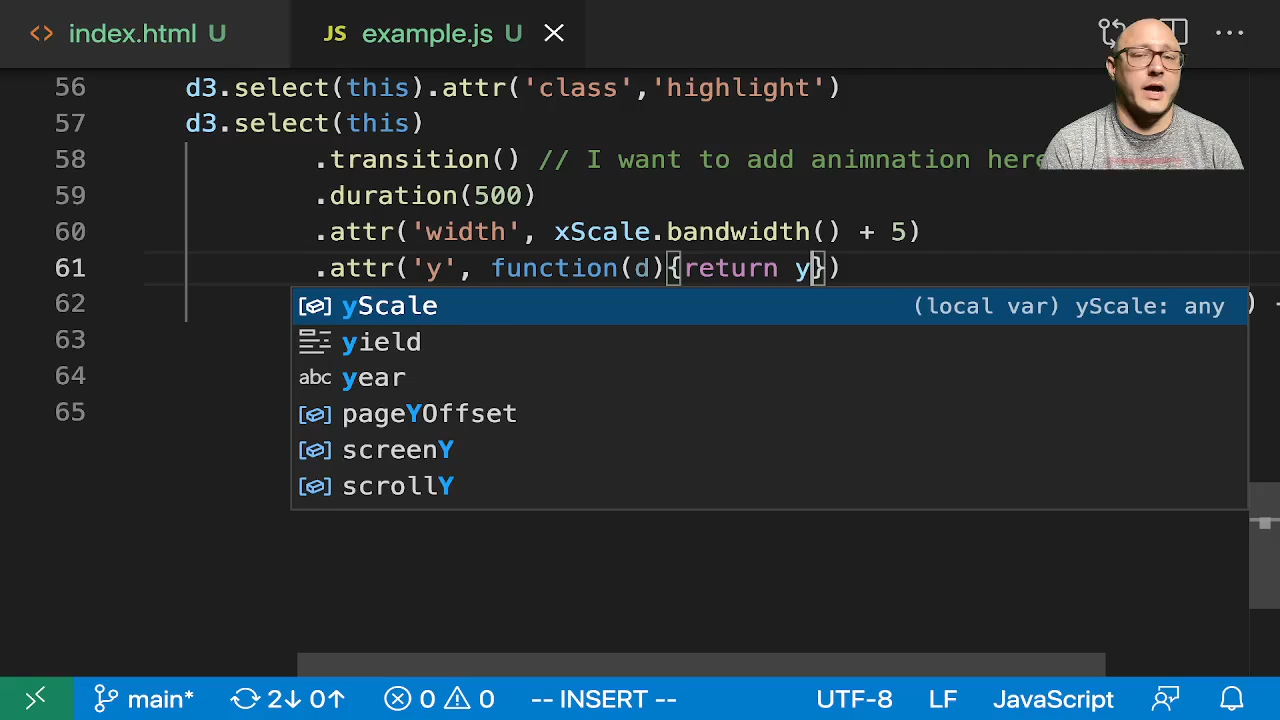 <> index.html U JS example.js U
56 d3.select(this).attr('class','highlight')
57 d3.select(this)
58 .transition() // I want to add animnation here
59 .duration(500)
60 .attr('width', xScale.bandwidth() + 5)
61 .attr('y', function(d){return y})
62 )
63
64
65
yScale (local var) yScale: any
yield
abc year
pageYOffset
screenY
scrollY
main* 2↓ 0↑ 0 0 -- INSERT -- UTF-8 LF JavaScript